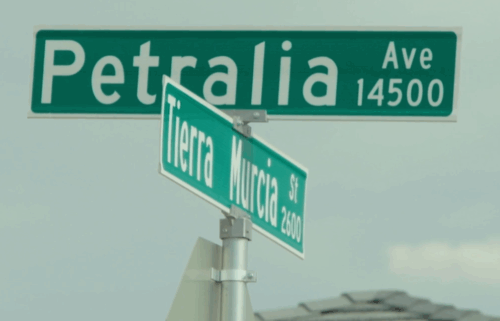 Petralia Ave 14500
Tierra Murcia St 2600